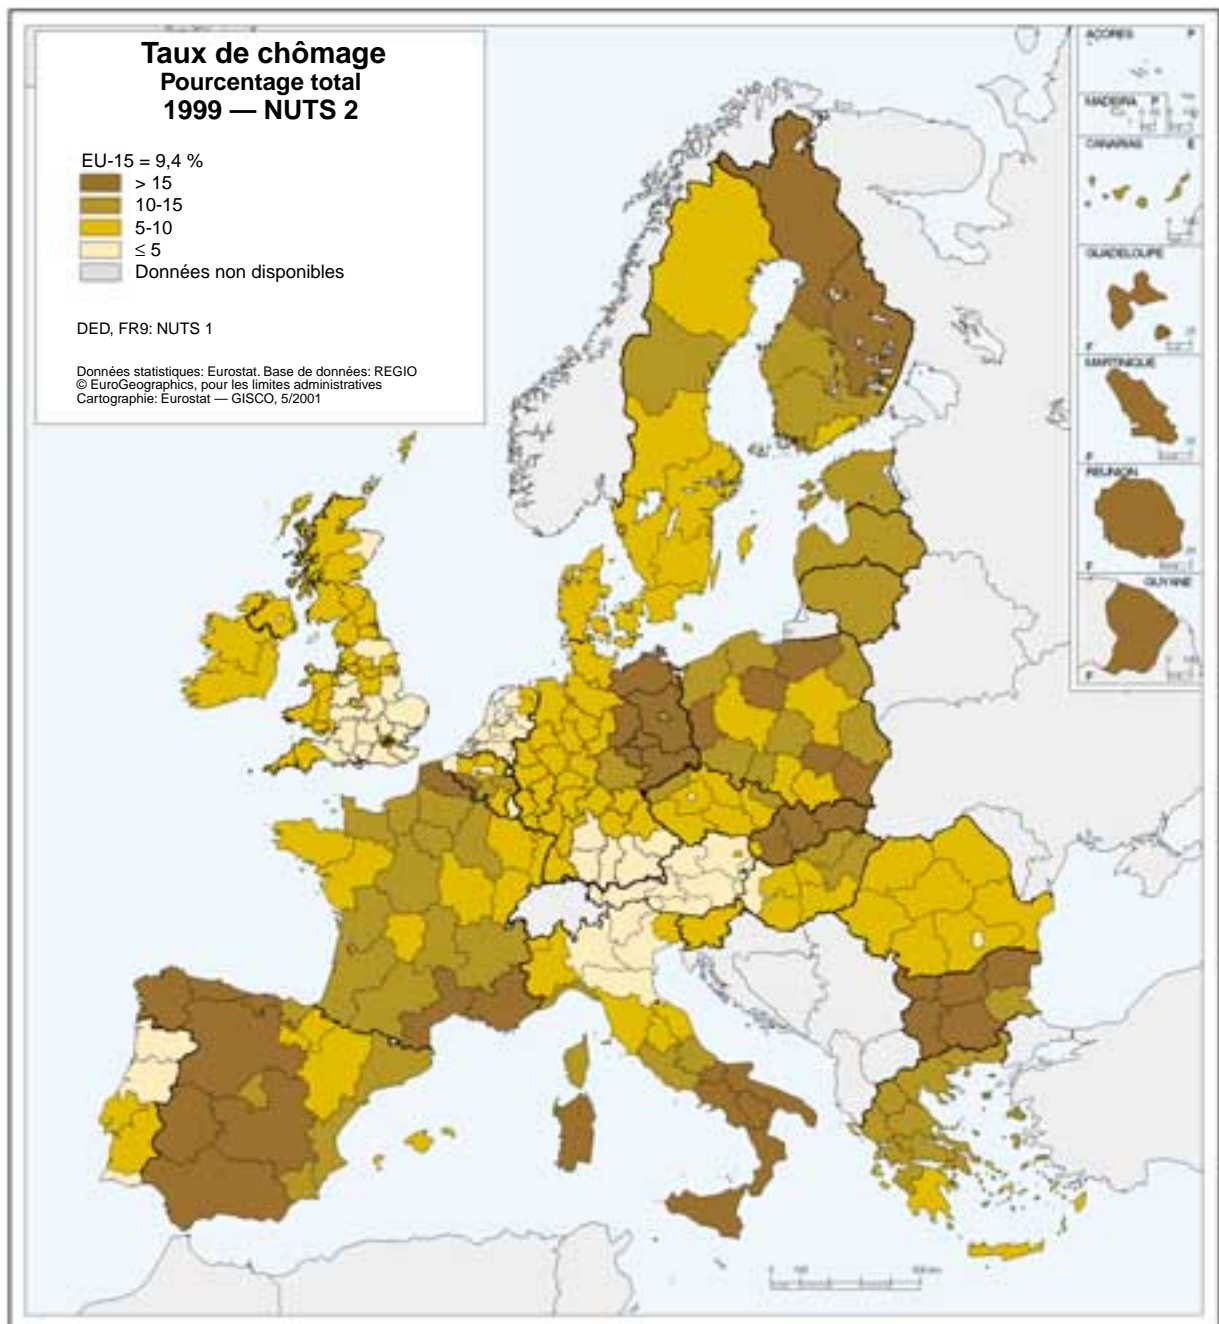 Taux de chômage
Pourcentage total
1999 — NUTS 2
EU-15 = 9,4 %
> 15
10-15
5-10
≤ 5
Données non disponibles
DED, FR9: NUTS 1
Données statistiques: Eurostat. Base de données: REGIO
© EuroGeographics, pour les limites administratives
Cartographie: Eurostat — GISCO, 5/2001
AÇORES P
MADEIRA P
CANARIAS E
GUADELOUPE
F
MARTINIQUE
F
REUNION
F
GUYANE
F